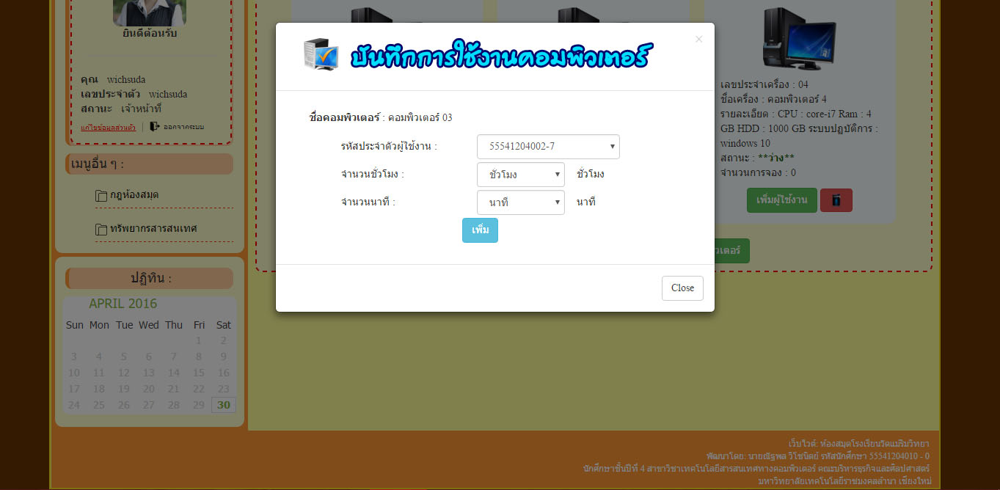 ยินดีต้อนรับ
คุณ wichsuda
เลขประจำตัว wichsuda
สถานะ เจ้าหน้าที่
แก้ไขข้อมูลส่วนตัว | ออกจากระบบ
เมนูอื่น ๆ :
กฎห้องสมุด
ทรัพยากรสารสนเทศ
ปฏิทิน :
APRIL 2016
Sun Mon Tue Wed Thu Fri Sat
1 2
3 4 5 6 7 8 9
10 11 12 13 14 15 16
17 18 19 20 21 22 23
24 25 26 27 28 29 30
บันทึกการใช้งานคอมพิวเตอร์
×
ชื่อคอมพิวเตอร์ : คอมพิวเตอร์ 03
รหัสประจำตัวผู้ใช้งาน : 55541204002-7
จำนวนชั่วโมง : ชั่วโมง ชั่วโมง
จำนวนนาที : นาที นาที
เพิ่ม
Close
เลขประจำเครื่อง : 04
ชื่อเครื่อง : คอมพิวเตอร์ 4
รายละเอียด : CPU : core-i7 Ram : 4
GB HDD : 1000 GB ระบบปฏิบัติการ :
windows 10
สถานะ : **ว่าง**
จำนวนการจอง : 0
เพิ่มผู้ใช้งาน
วเตอร์
เว็บไวต์: ห้องสมุดโรงเรียนวัดแม่ริมวิทยา
พัฒนาโดย: นายณัฐพล วิโชนิตย์ รหัสนักศึกษา 55541204010 - 0
นักศึกษาชั้นปีที่ 4 สาขาวิชาเทคโนโลยีสารสนเทศทางคอมพิวเตอร์ คณะบริหารธุรกิจและศิลปศาสตร์
มหาวิทยาลัยเทคโนโลยีราชมงคลล้านนา เชียงใหม่